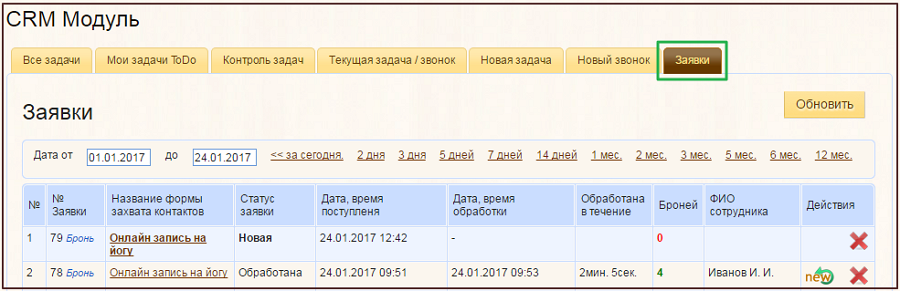 CRM Модуль
Все задачи Мои задачи ToDo Контроль задач Текущая задача / звонок Новая задача Новый звонок Заявки
Заявки
Обновить
Дата от 01.01.2017 до 24.01.2017 << за сегодня. 2 дня 3 дня 5 дней 7 дней 14 дней 1 мес. 2 мес. 3 мес. 5 мес. 6 мес. 12 мес.
№ № Заявки Название формы захвата контактов Статус заявки Дата, время поступленя Дата, время обработки Обработана в течение Броней ФИО сотрудника Действия
1 79 Бронь Онлайн запись на йогу Новая 24.01.2017 12:42 - 0
2 78 Бронь Онлайн запись на йогу Обработана 24.01.2017 09:51 24.01.2017 09:53 2мин. 5сек. 4 Иванов И. И. new